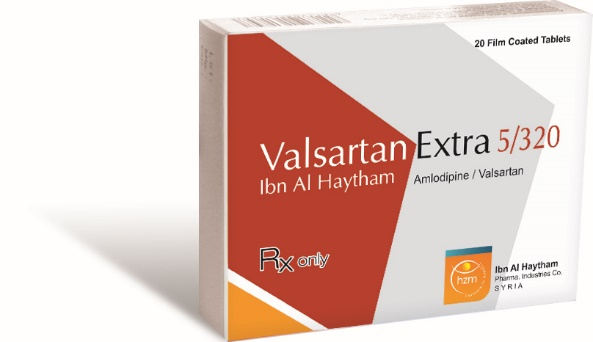 20 Film Coated Tablets
Valsartan Extra 5/320
Ibn Al Haytham
Amlodipine / Valsartan
Rx only
hzm
Ibn Al Haytham
Pharma. Industries Co.
SYRIA